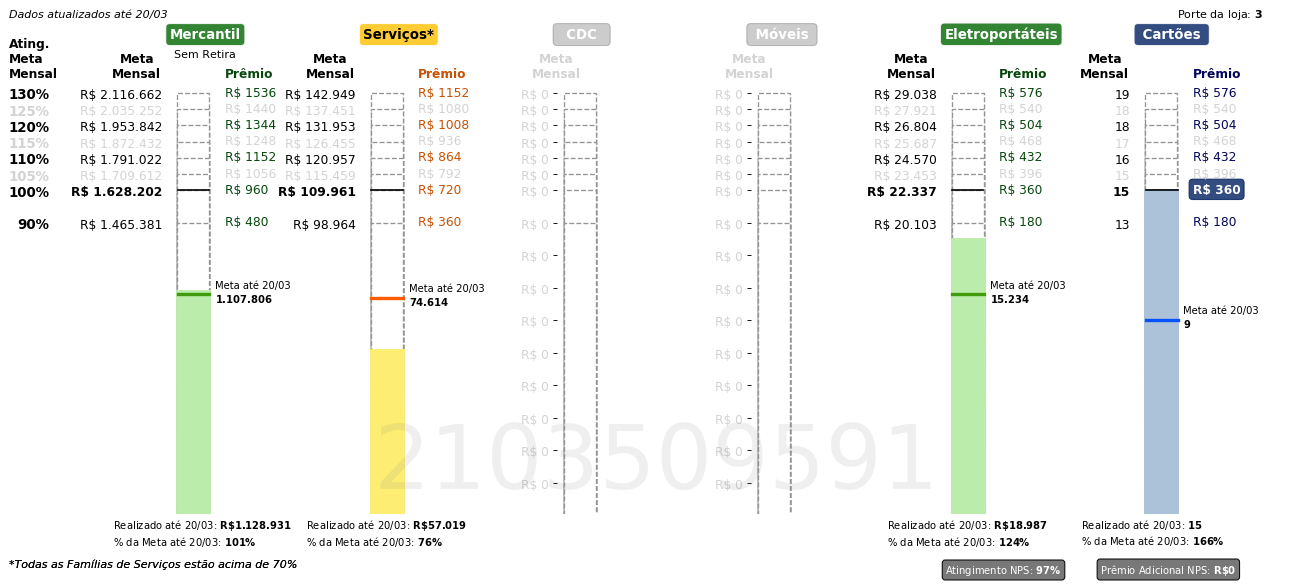 Dados atualizados até 20/03
Porte da loja: 3
Mercantil Serviços* CDC Móveis Eletroportáteis Cartões
Ating. Meta Mensal
Sem Retira
Meta Mensal Prêmio Meta Mensal Prêmio Meta Mensal Meta Mensal Meta Mensal Prêmio Meta Mensal Prêmio
130% R$ 2.116.662 R$ 1536 R$ 142.949 R$ 1152 R$ 0 R$ 0 R$ 29.038 R$ 576 19 R$ 576
125% R$ 2.035.252 R$ 1440 R$ 137.451 R$ 1080 R$ 0 R$ 0 R$ 27.921 R$ 540 18 R$ 540
120% R$ 1.953.842 R$ 1344 R$ 131.953 R$ 1008 R$ 0 R$ 0 R$ 26.804 R$ 504 18 R$ 504
115% R$ 1.872.432 R$ 1248 R$ 126.455 R$ 936 R$ 0 R$ 0 R$ 25.687 R$ 468 17 R$ 468
110% R$ 1.791.022 R$ 1152 R$ 120.957 R$ 864 R$ 0 R$ 0 R$ 24.570 R$ 432 16 R$ 432
105% R$ 1.709.612 R$ 1056 R$ 115.459 R$ 792 R$ 0 R$ 0 R$ 23.453 R$ 396 15 R$ 396
100% R$ 1.628.202 R$ 960 R$ 109.961 R$ 720 R$ 0 R$ 0 R$ 22.337 R$ 360 15 R$ 360
90% R$ 1.465.381 R$ 480 R$ 98.964 R$ 360 R$ 0 R$ 0 R$ 20.103 R$ 180 13 R$ 180
R$ 0 R$ 0
R$ 0 R$ 0
R$ 0 R$ 0
R$ 0 R$ 0
R$ 0 R$ 0
R$ 0 R$ 0
R$ 0 R$ 0
R$ 0 R$ 0
Meta até 20/03
1.107.806
Meta até 20/03
74.614
Meta até 20/03
15.234
Meta até 20/03
9
2103509591
Realizado até 20/03: R$1.128.931
% da Meta até 20/03: 101%
Realizado até 20/03: R$57.019
% da Meta até 20/03: 76%
Realizado até 20/03: R$18.987
% da Meta até 20/03: 124%
Realizado até 20/03: 15
% da Meta até 20/03: 166%
*Todas as Famílias de Serviços estão acima de 70%
Atingimento NPS: 97%
Prêmio Adicional NPS: R$0